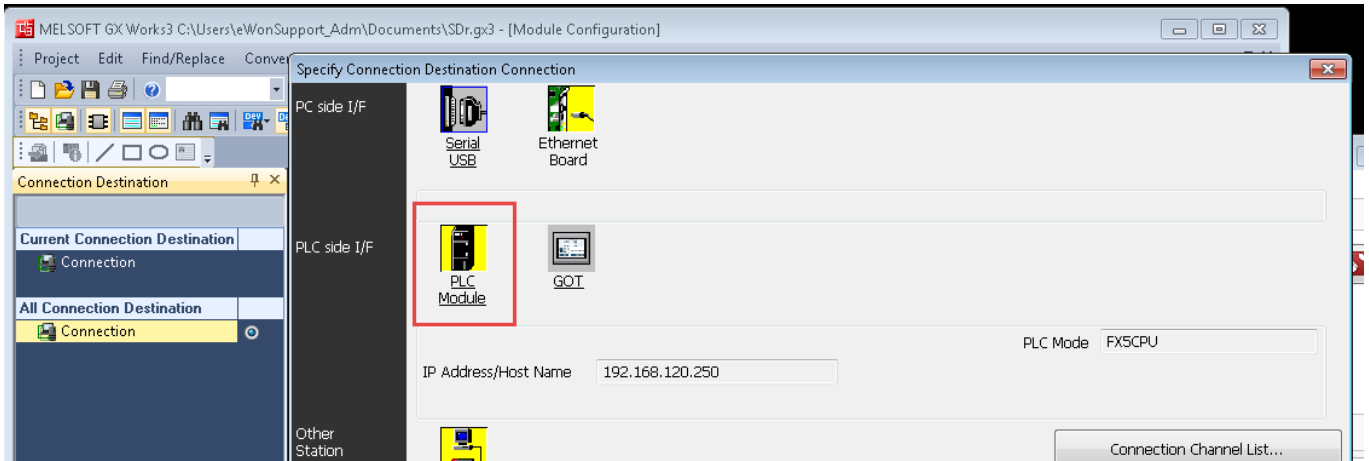 MELSOFT GX Works3 C:\Users\eWonSupport_Adm\Documents\SDr.gx3 - [Module Configuration]
Project Edit Find/Replace
Specify Connection Destination Connection
PC side I/F
Serial
USB
Ethernet
Board
Connection Destination
Current Connection Destination
Connection
All Connection Destination
Connection
PLC side I/F
PLC
Module
GOT
PLC Mode FX5CPU
IP Address/Host Name 192.168.120.250
Other
Station
Connection Channel List...